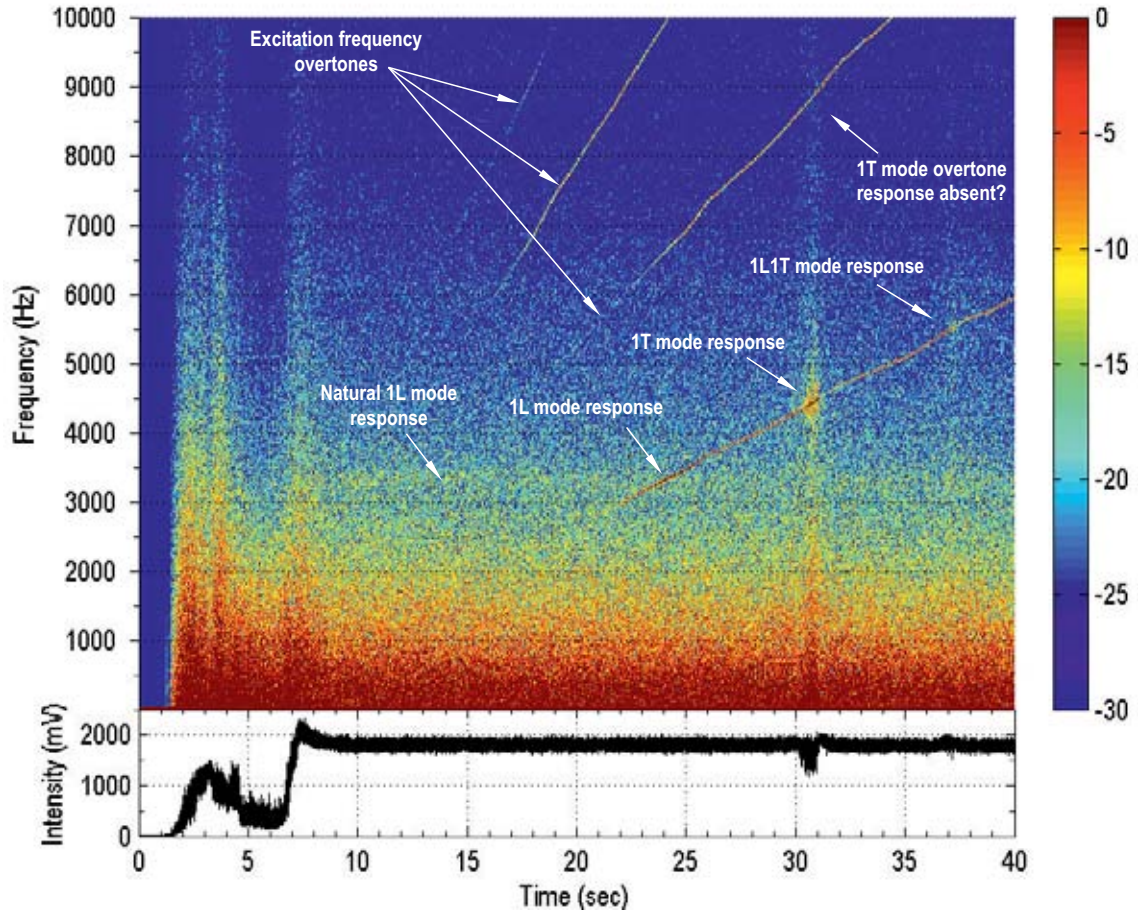 10000
9000
8000
7000
6000
5000
4000
3000
2000
1000
Frequency (Hz)
Excitation frequency
overtones
1T mode overtone
response absent?
1L1T mode response
1T mode response
Natural 1L mode
response
1L mode response
0
-5
-10
-15
-20
-25
-30
2000
1000
0
Intensity (mV)
0 5 10 15 20 25 30 35 40
Time (sec)